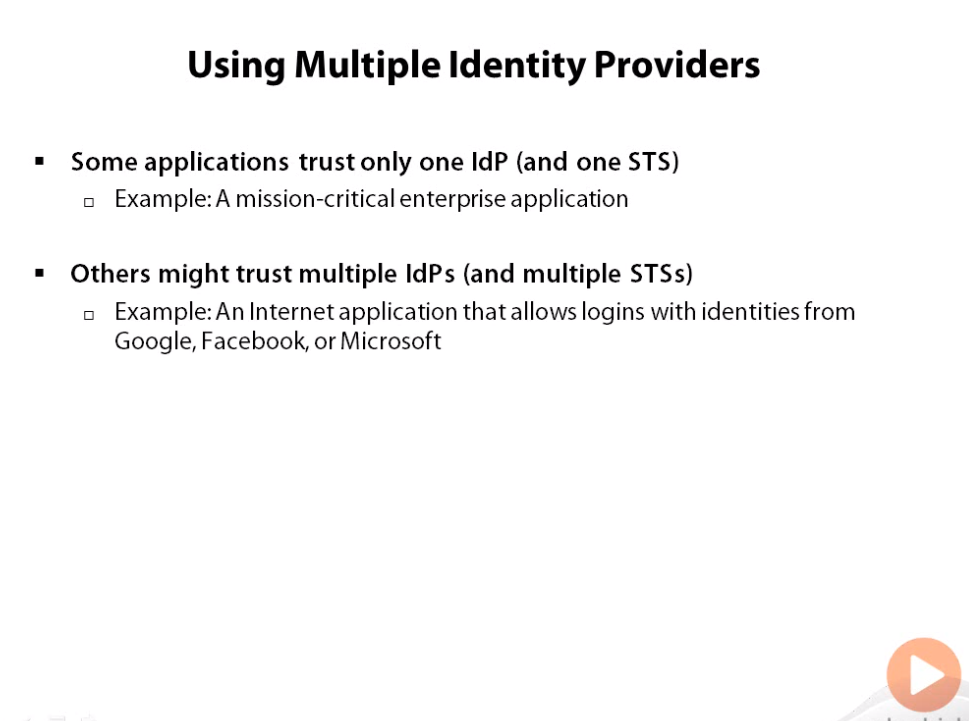 Using Multiple Identity Providers
Some applications trust only one IdP (and one STS)
Example: A mission-critical enterprise application
Others might trust multiple IdPs (and multiple STSs)
Example: An Internet application that allows logins with identities from
Google, Facebook, or Microsoft